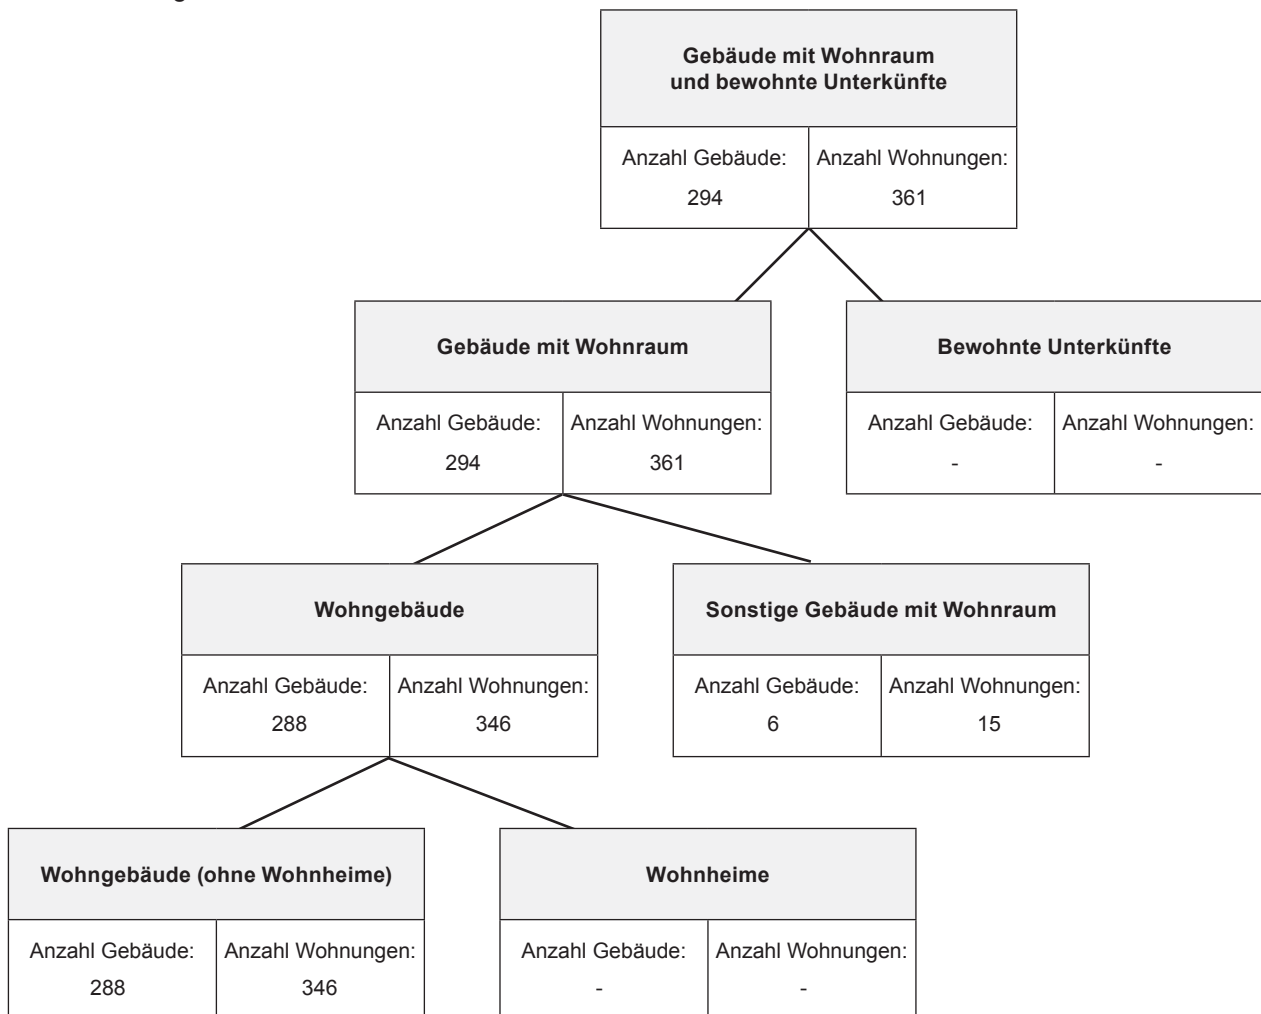 Gebäude mit Wohnraum
und bewohnte Unterkünfte
Anzahl Gebäude: Anzahl Wohnungen:
294 361
Gebäude mit Wohnraum
Anzahl Gebäude: Anzahl Wohnungen:
294 361
Bewohnte Unterkünfte
Anzahl Gebäude: Anzahl Wohnungen:
- -
Wohngebäude
Anzahl Gebäude: Anzahl Wohnungen:
288 346
Sonstige Gebäude mit Wohnraum
Anzahl Gebäude: Anzahl Wohnungen:
6 15
Wohngebäude (ohne Wohnheime)
Anzahl Gebäude: Anzahl Wohnungen:
288 346
Wohnheime
Anzahl Gebäude: Anzahl Wohnungen:
- -